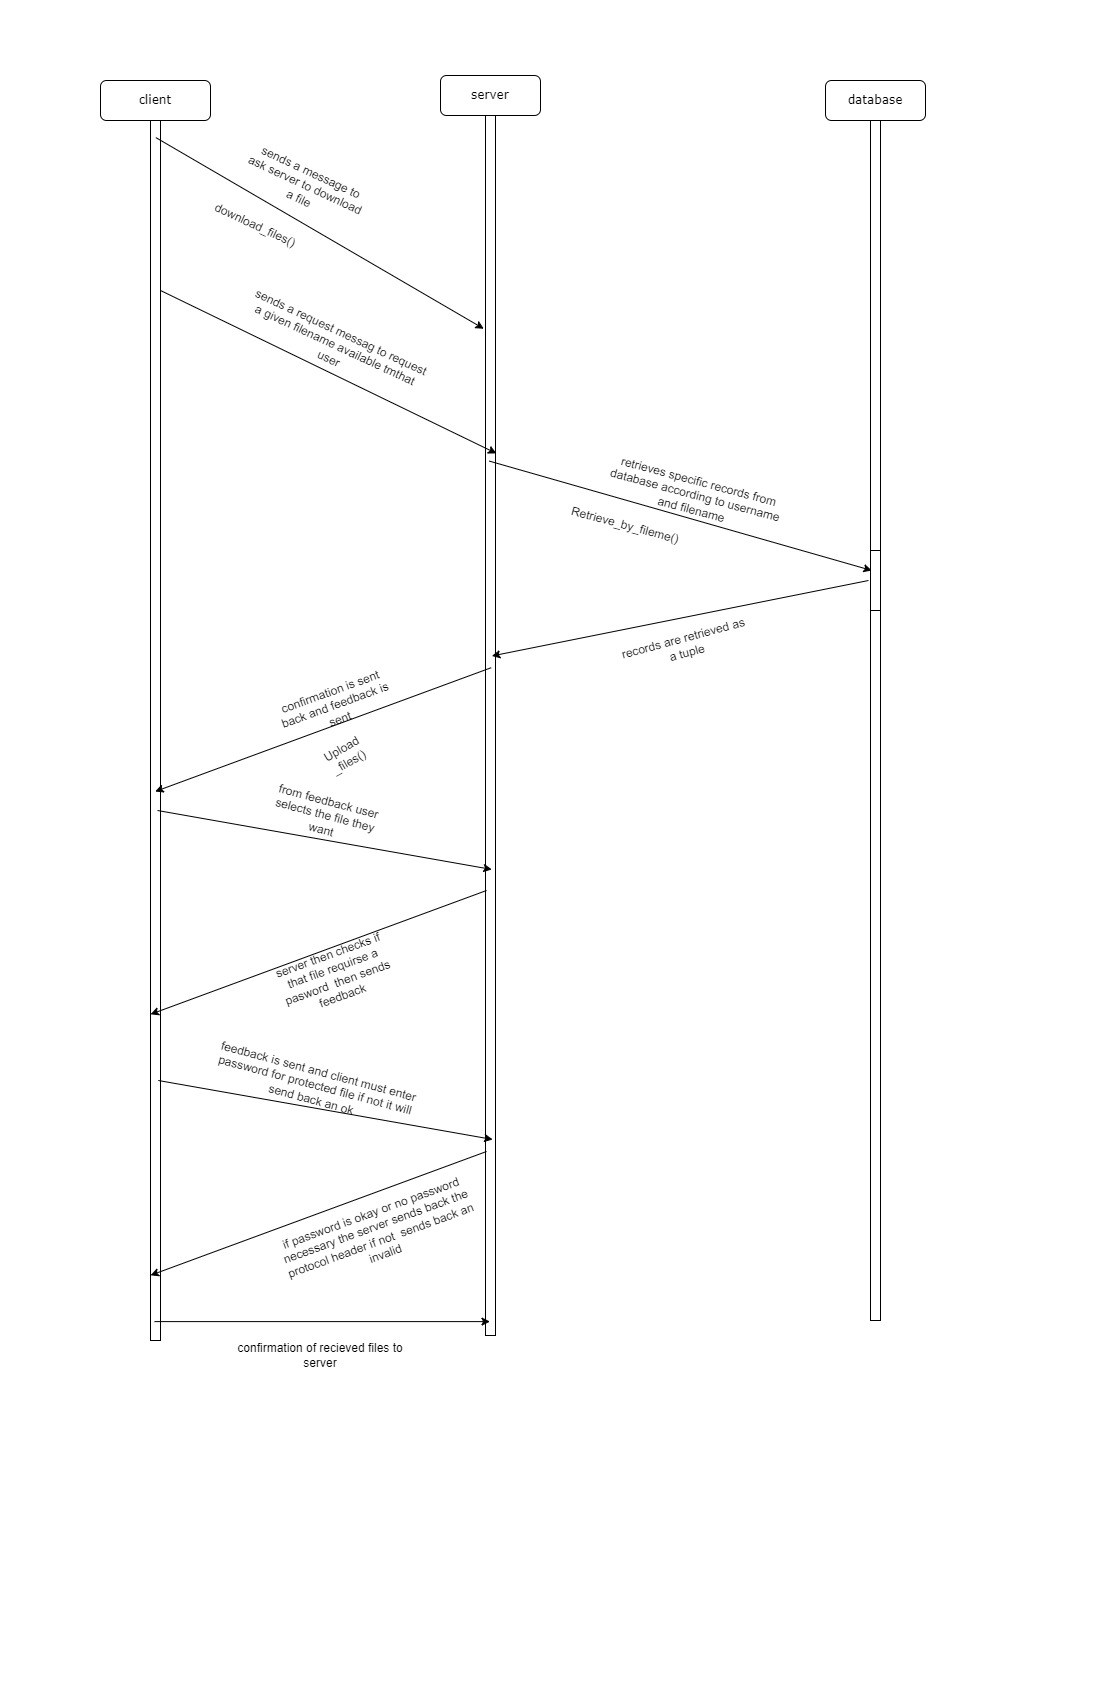 client
server
database
sends a message to
ask server to download
a file
download_files()
sends a request messag to request
a given filename available tmthat
user
retrieves specific records from
database according to username
and filename
Retrieve_by_fileme()
records are retrieved as
a tuple
confirmation is sent
back and feedback is
sent
Upload
_files()
from feedback user
selects the file they
want
server then checks if
that file requirse a
pasword then sends
feedback
feedback is sent and client must enter
password for protected file if not it will
send back an ok
if password is okay or no password
necessary the server sends back the
protocol header if not sends back an
invalid
confirmation of recieved files to
server